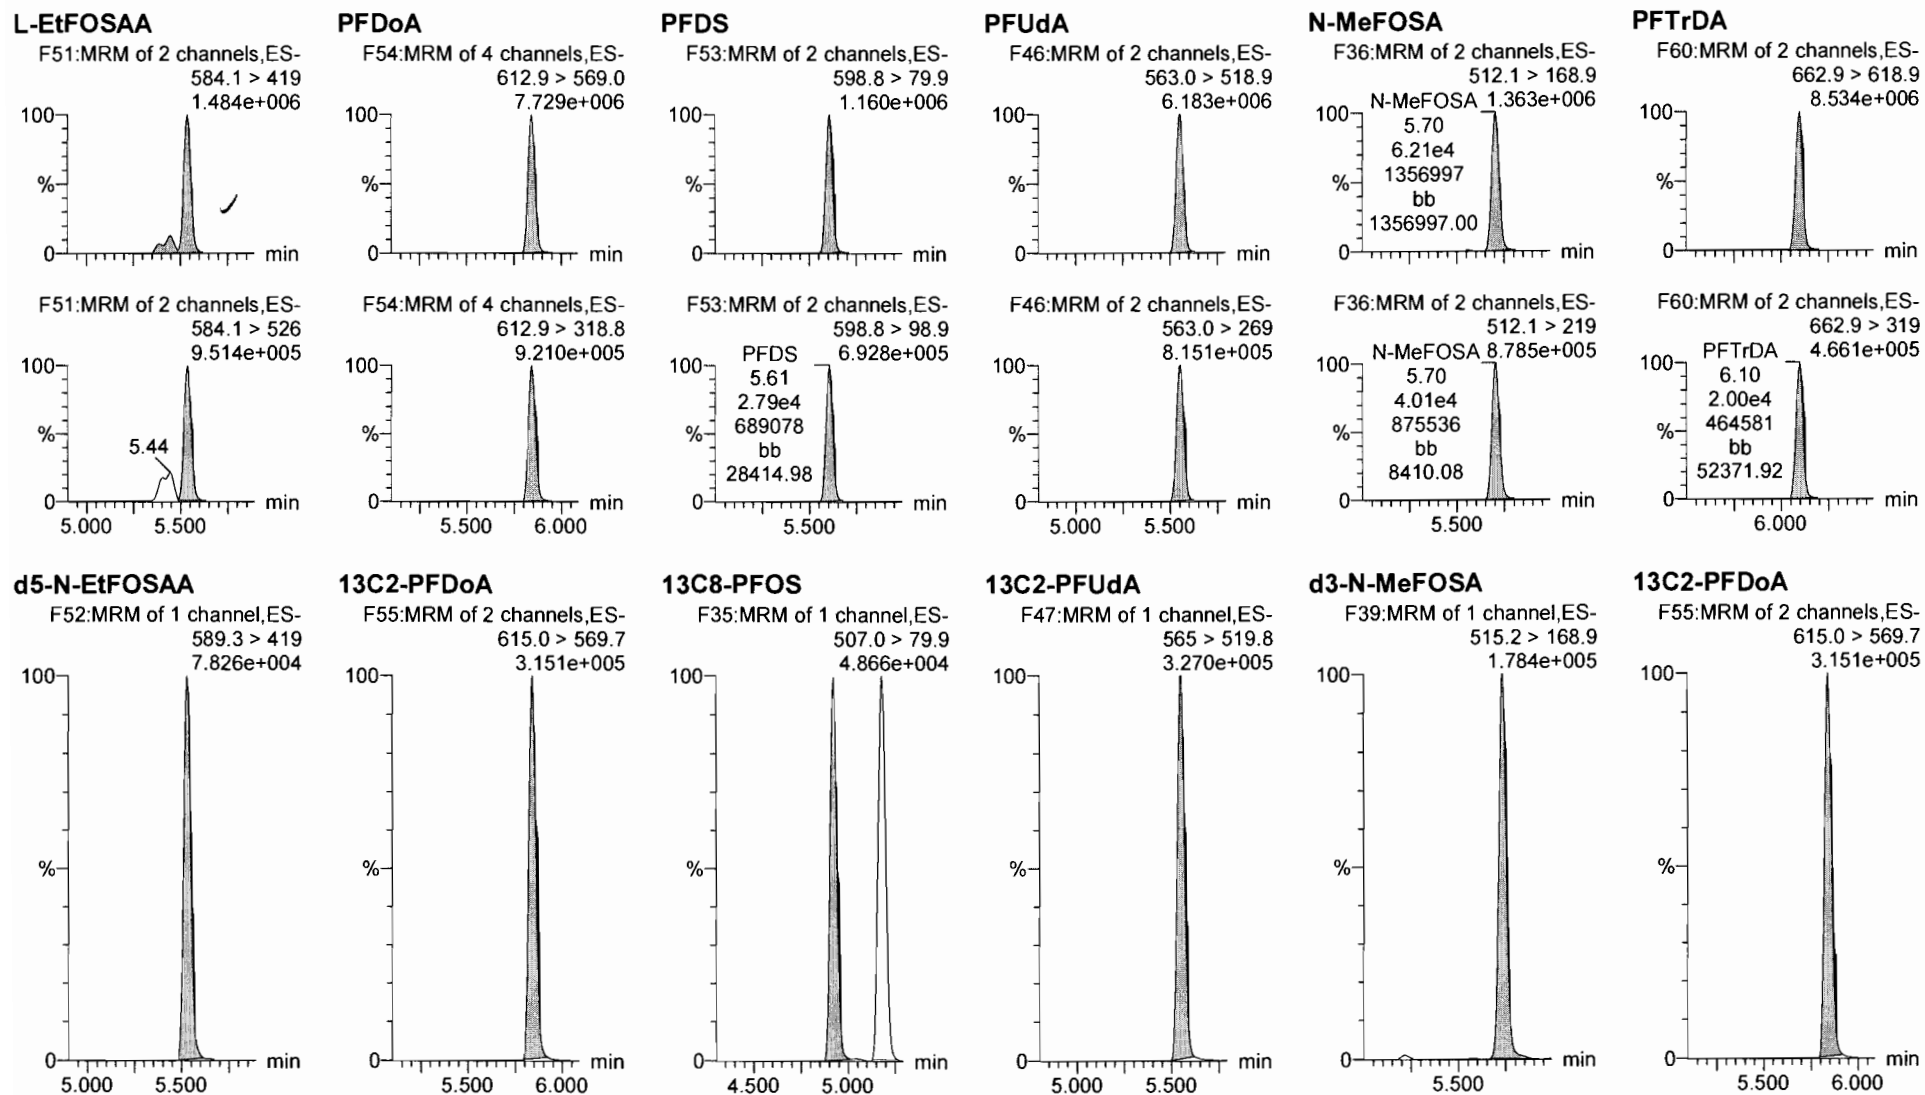 L-EtFOSAA
F51:MRM of 2 channels,ES-
584.1 > 419
1.484e+006
100
%
0
min
F51:MRM of 2 channels,ES-
584.1 > 526
9.514e+005
100
5.44
%
0
min
5.000 5.500
PFDoA
F54:MRM of 4 channels,ES-
612.9 > 569.0
7.729e+006
100
%
0
min
F54:MRM of 4 channels,ES-
612.9 > 318.8
9.210e+005
100
%
0
min
5.500 6.000
PFDS
F53:MRM of 2 channels,ES-
598.8 > 79.9
1.160e+006
100
%
0
min
F53:MRM of 2 channels,ES-
598.8 > 98.9
6.928e+005
100
PFDS
5.61
2.79e4
689078
bb
28414.98
%
0
min
5.500
PFUdA
F46:MRM of 2 channels,ES-
563.0 > 518.9
6.183e+006
100
%
0
min
F46:MRM of 2 channels,ES-
563.0 > 269
8.151e+005
100
%
0
min
5.000 5.500
N-MeFOSA
F36:MRM of 2 channels,ES-
512.1 > 168.9
1.363e+006
100
N-MeFOSA
5.70
6.21e4
1356997
bb
1356997.00
%
0
min
F36:MRM of 2 channels,ES-
512.1 > 219
8.785e+005
100
N-MeFOSA
5.70
4.01e4
875536
bb
8410.08
%
0
min
5.500
PFTrDA
F60:MRM of 2 channels,ES-
662.9 > 618.9
8.534e+006
100
%
0
min
F60:MRM of 2 channels,ES-
662.9 > 319
4.661e+005
100
PFTrDA
6.10
2.00e4
464581
bb
52371.92
%
0
min
6.000
d5-N-EtFOSAA
F52:MRM of 1 channel,ES-
589.3 > 419
7.826e+004
100
%
0
min
5.000 5.500
13C2-PFDoA
F55:MRM of 2 channels,ES-
615.0 > 569.7
3.151e+005
100
%
0
min
5.500 6.000
13C8-PFOS
F35:MRM of 1 channel,ES-
507.0 > 79.9
4.866e+004
100
%
0
min
4.500 5.000
13C2-PFUdA
F47:MRM of 1 channel,ES-
565 > 519.8
3.270e+005
100
%
0
min
5.000 5.500
d3-N-MeFOSA
F39:MRM of 1 channel,ES-
515.2 > 168.9
1.784e+005
100
%
0
min
5.500
13C2-PFDoA
F55:MRM of 2 channels,ES-
615.0 > 569.7
3.151e+005
100
%
0
min
5.500 6.000